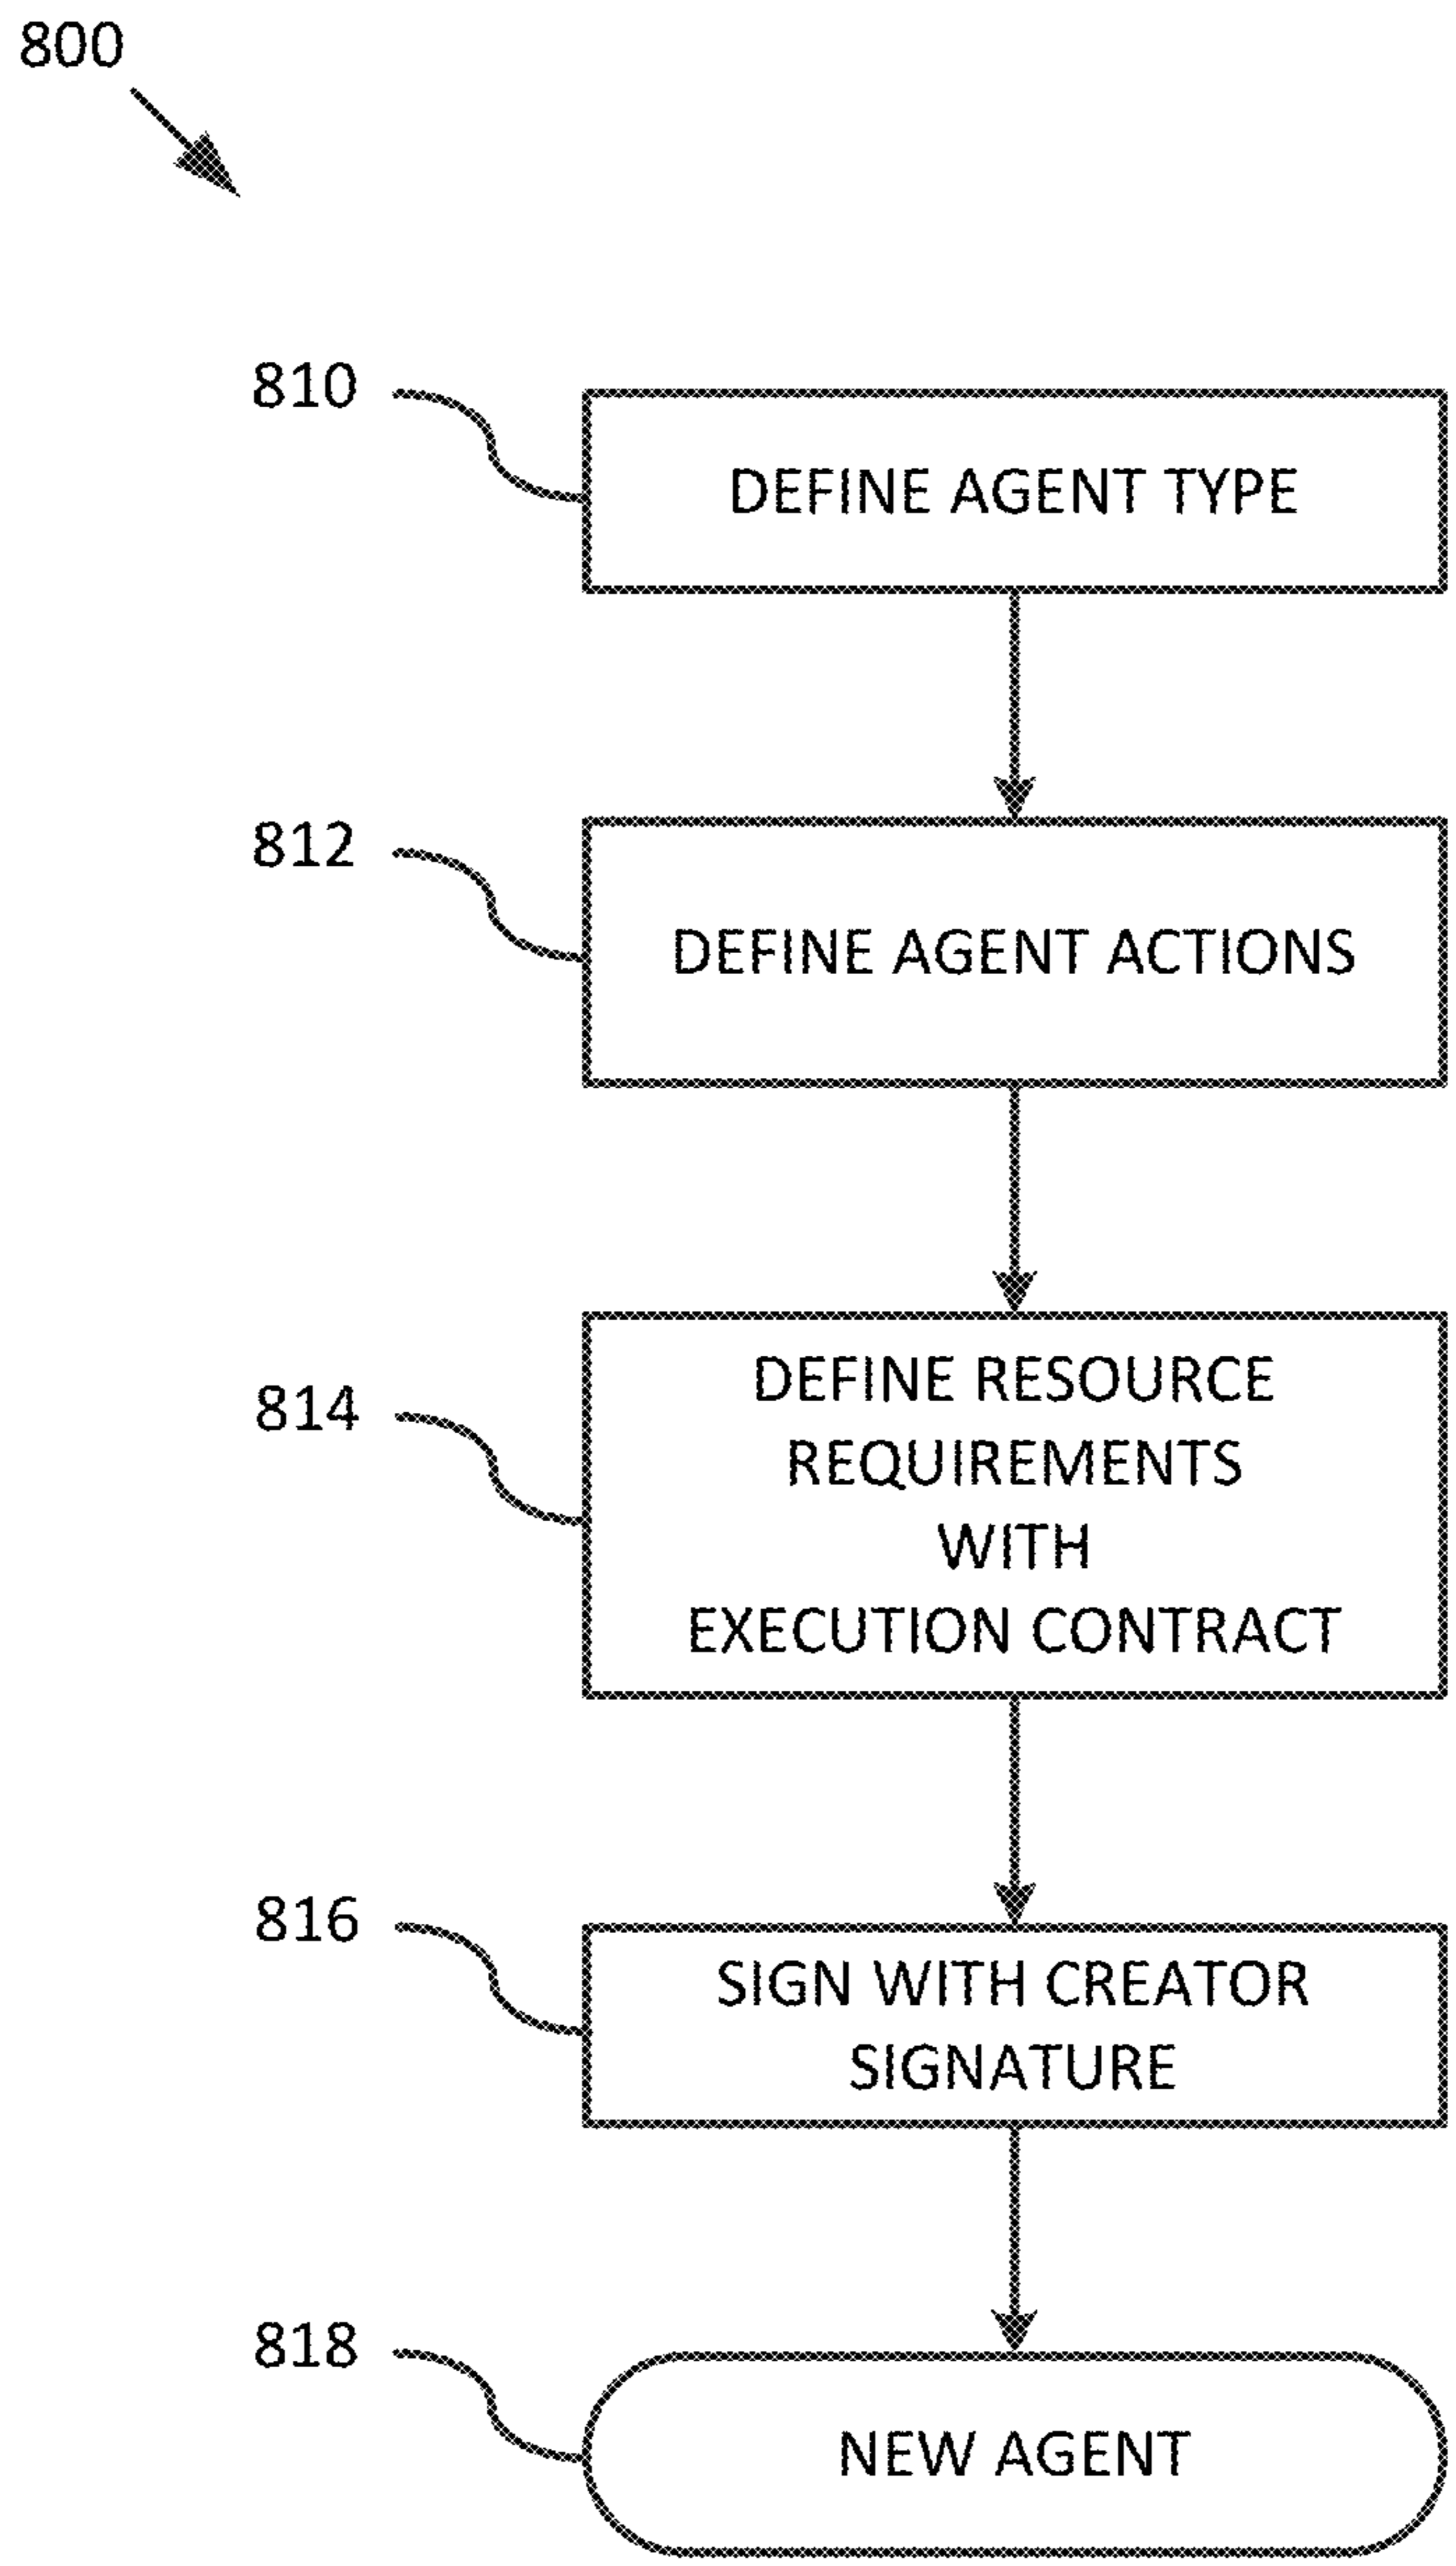 800
810
DEFINE AGENT TYPE
812
DEFINE AGENT ACTIONS
814
DEFINE RESOURCE
REQUIREMENTS
WITH
EXECUTION CONTRACT
816
SIGN WITH CREATOR
SIGNATURE
818
NEW AGENT